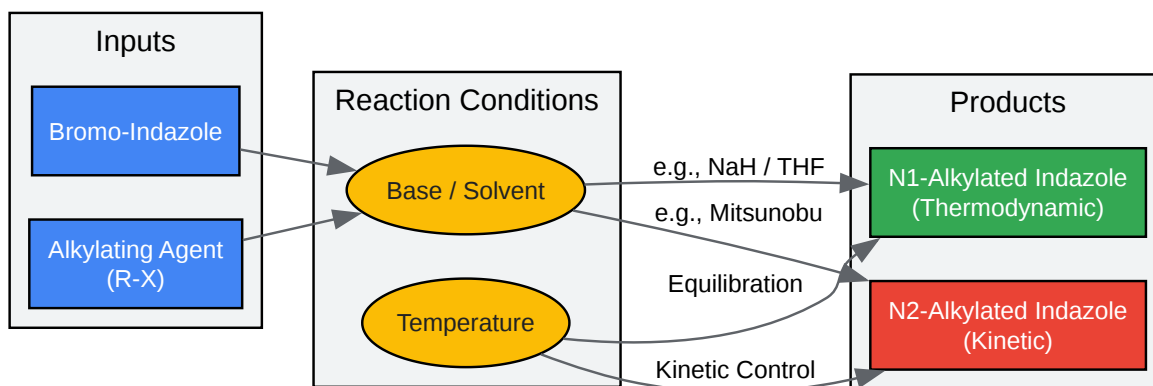 Inputs
Bromo-Indazole
Alkylating Agent
(R-X)
Reaction Conditions
Base / Solvent
Temperature
e.g., NaH / THF
e.g., Mitsunobu
Equilibration
Kinetic Control
Products
N1-Alkylated Indazole
(Thermodynamic)
N2-Alkylated Indazole
(Kinetic)